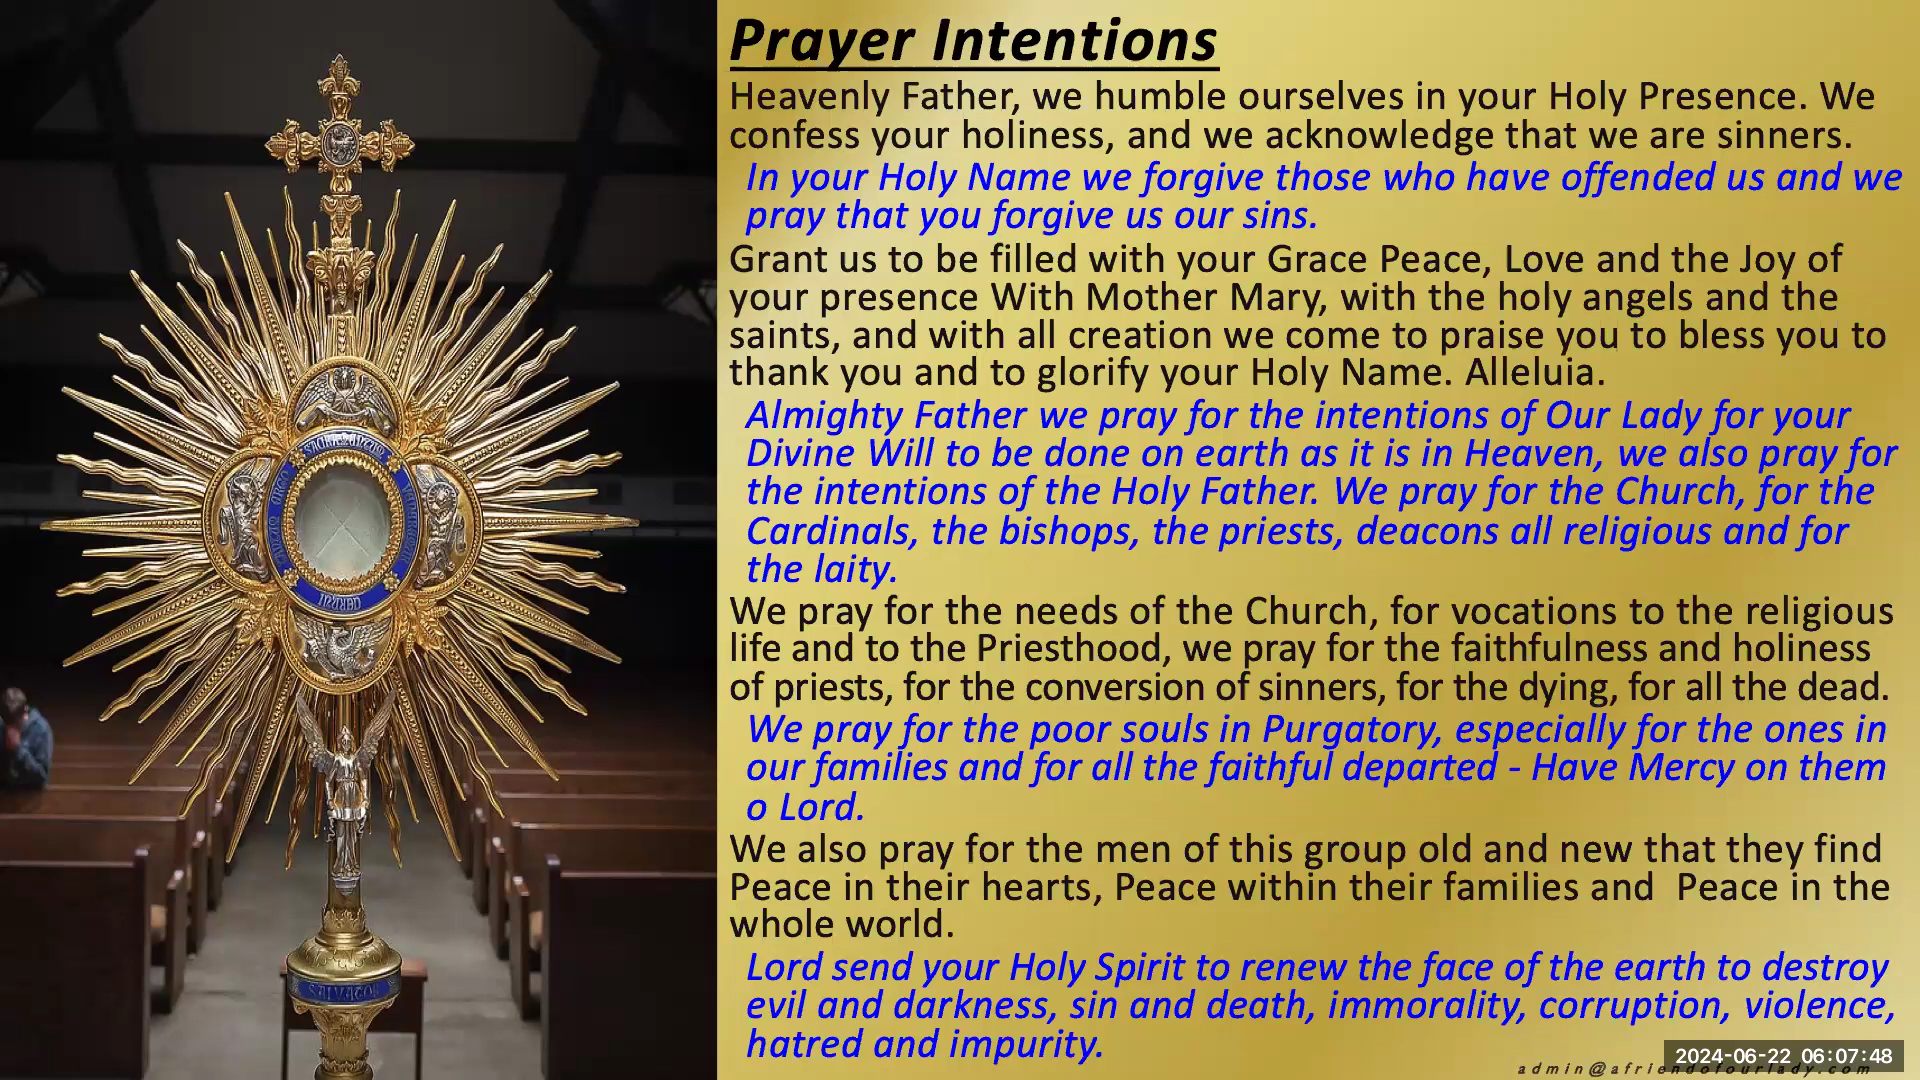 Prayer Intentions
Heavenly Father, we humble ourselves in your Holy Presence. We
confess your holiness, and we acknowledge that we are sinners.
In your Holy Name we forgive those who have offended us and we
pray that you forgive us our sins.
Grant us to be filled with your Grace Peace, Love and the Joy of
your presence With Mother Mary, with the holy angels and the
saints, and with all creation we come to praise you to bless you to
thank you and to glorify your Holy Name. Alleluia.
Almighty Father we pray for the intentions of Our Lady for your
Divine Will to be done on earth as it is in Heaven, we also pray for
the intentions of the Holy Father. We pray for the Church, for the
Cardinals, the bishops, the priests, deacons all religious and for
the laity.
We pray for the needs of the Church, for vocations to the religious
life and to the Priesthood, we pray for the faithfulness and holiness
of priests, for the conversion of sinners, for the dying, for all the dead.
We pray for the poor souls in Purgatory, especially for the ones in
our families and for all the faithful departed - Have Mercy on them
o Lord.
We also pray for the men of this group old and new that they find
Peace in their hearts, Peace within their families and  Peace in the
whole world.
Lord send your Holy Spirit to renew the face of the earth to destroy
evil and darkness, sin and death, immorality, corruption, violence,
hatred and impurity.
2024-06-22 06:07:48
admin@afriendofourlady.com
SALVATOR